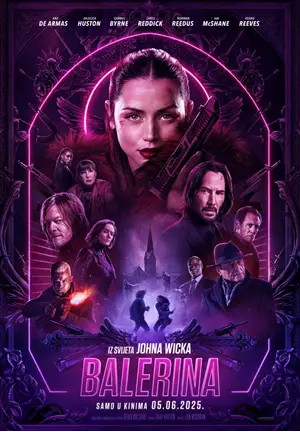 ANA DE ARMAS
ANJELICA HUSTON
GABRIEL BYRNE
LANCE REDDICK
NORMAN REEDUS
IAN McSHANE
KEANU REEVES
IZ SVIJETA JOHNA WICKA
BALERINA
SAMO U KINIMA 05.06.2025.